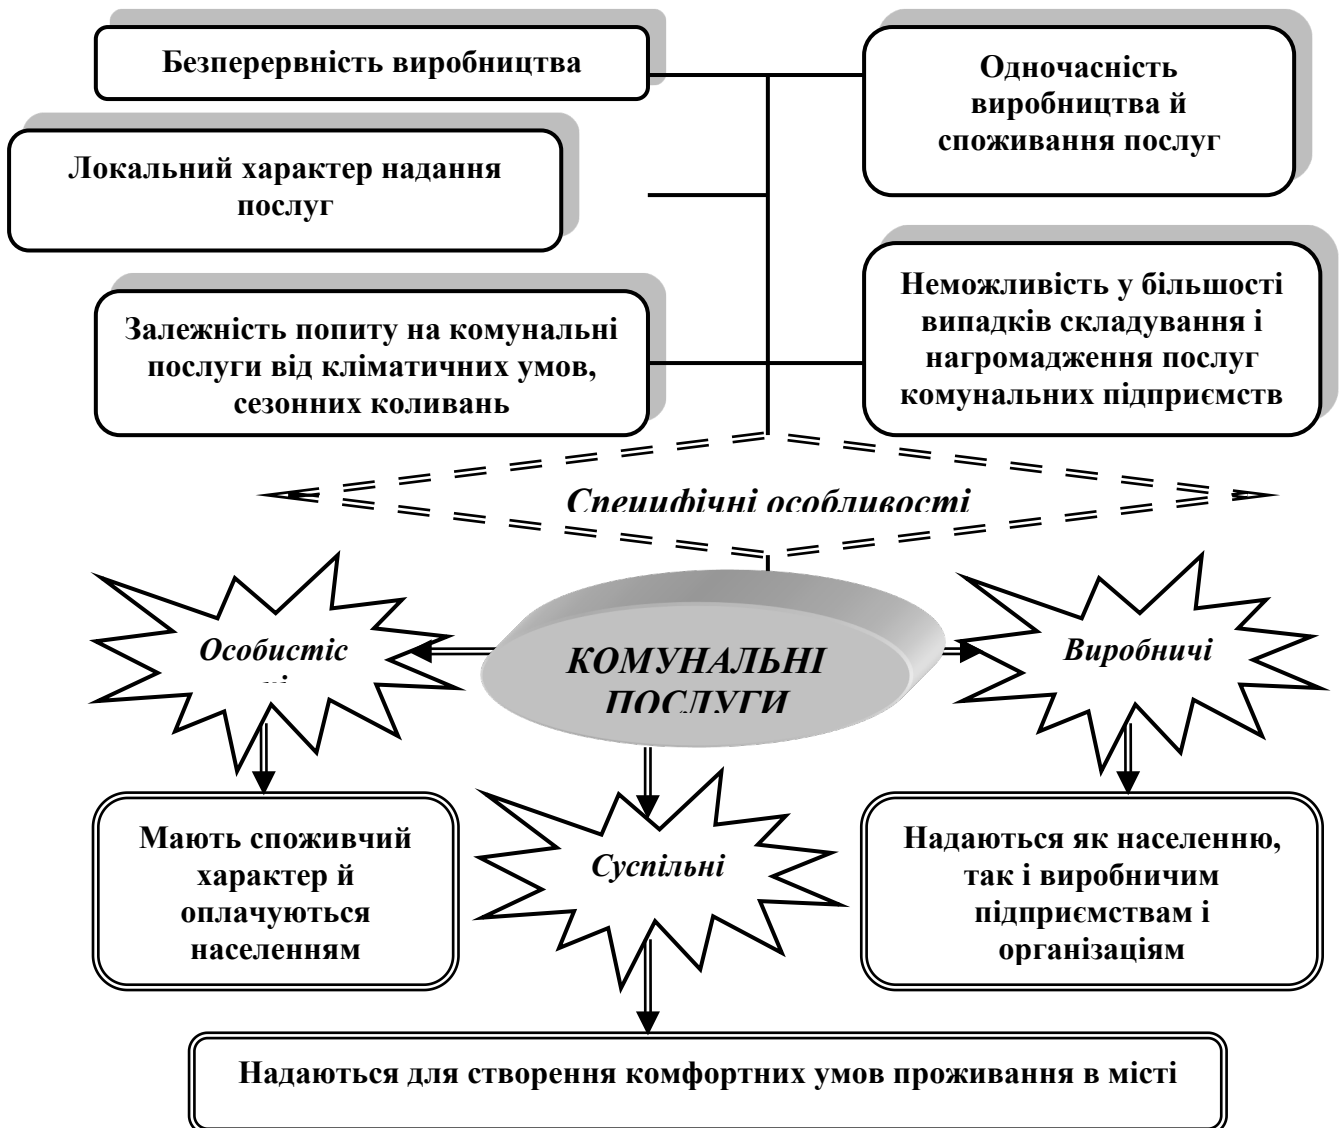 Безперервність виробництва
Одночасність
виробництва й
споживання послуг
Локальний характер надання
послуг
Залежність попиту на комунальні
послуги від кліматичних умов,
сезонних коливань
Неможливість у більшості
випадків складування і
нагромадження послуг
комунальних підприємств
Специфічні особливості
Особистіс
КОМУНАЛЬНІ
ПОСЛУГИ
Виробничі
Мають споживчий
характер й
оплачуються
населенням
Суспільні
Надаються як населенню,
так і виробничим
підприємствам і
організаціям
Надаються для створення комфортних умов проживання в місті